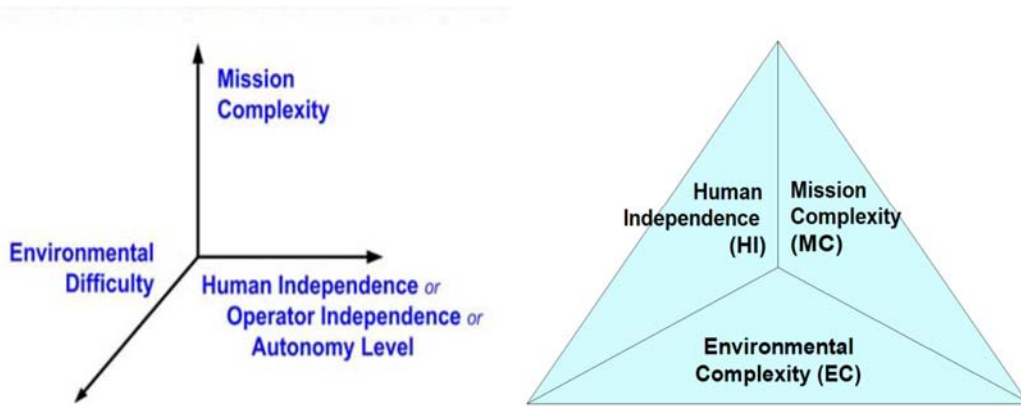 Mission
Complexity
Environmental
Difficulty
Human Independence or
Operator Independence or
Autonomy Level
Human
Independence
(HI)
Mission
Complexity
(MC)
Environmental
Complexity (EC)